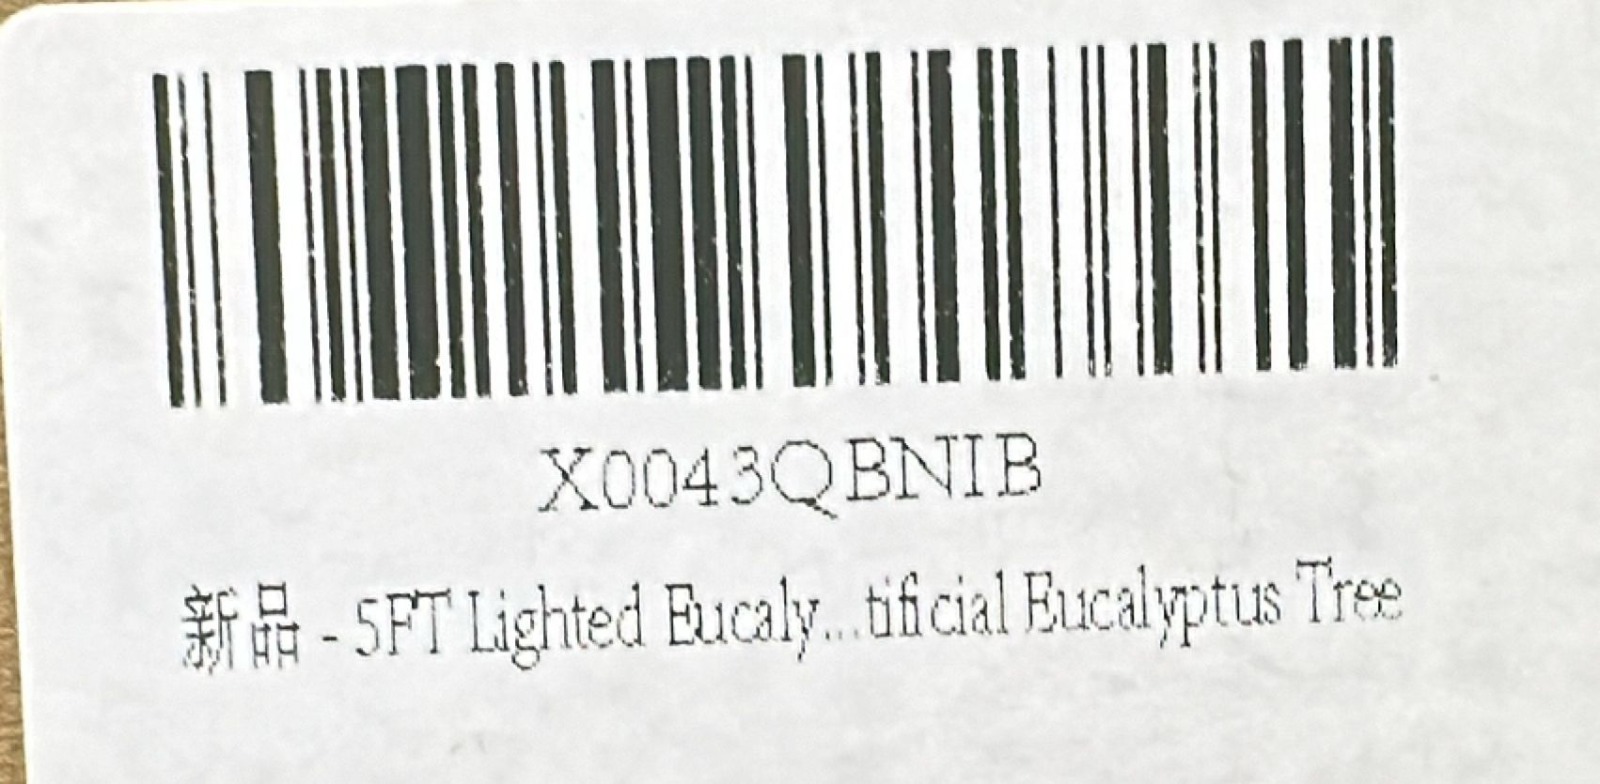 X0043QBNIB
新品 - 5FT Lighted Eucaly...tificial Eucalyptus Tree